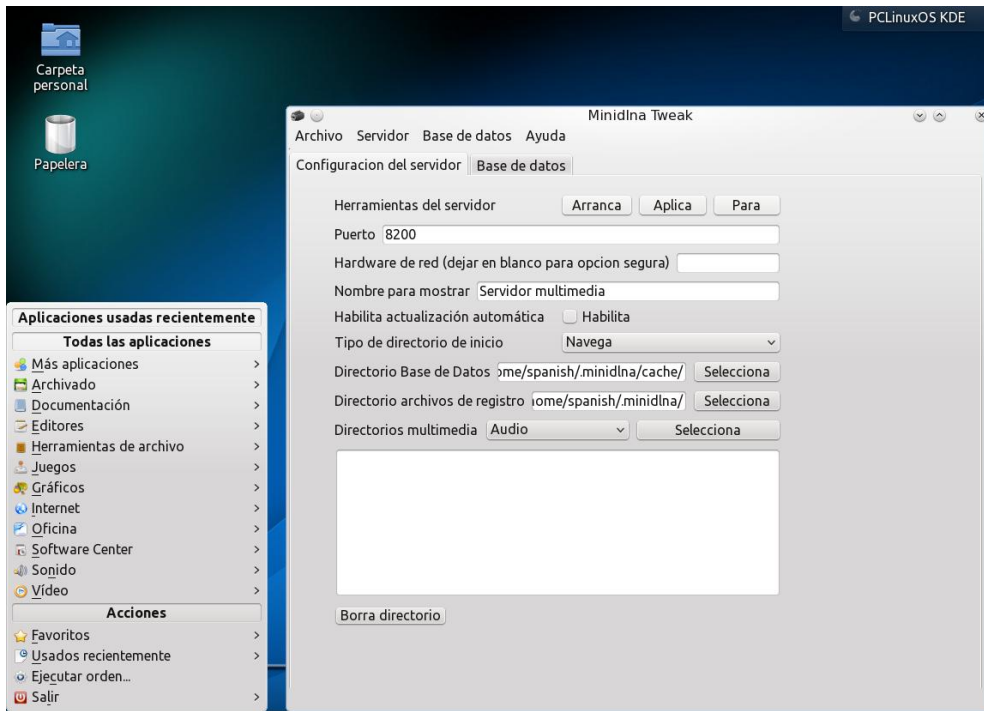 PCLinuxOS KDE
Carpeta
personal
Papelera
Minidlna Tweak
Archivo Servidor Base de datos Ayuda
Configuracion del servidor Base de datos
Herramientas del servidor Arranca Aplica Para
Puerto 8200
Hardware de red (dejar en blanco para opcion segura)
Nombre para mostrar Servidor multimedia
Habilita actualización automática Habilita
Tipo de directorio de inicio Navega
Directorio Base de Datos ome/spanish/.minidlna/cache/ Selecciona
Directorio archivos de registro ome/spanish/.minidlna/ Selecciona
Directorios multimedia Audio Selecciona
Borra directorio
Aplicaciones usadas recientemente
Todas las aplicaciones
Más aplicaciones
Archivado
Documentación
Editores
Herramientas de archivo
Juegos
Gráficos
Internet
Oficina
Software Center
Sonido
Vídeo
Acciones
Favoritos
Usados recientemente
Ejecutar orden...
Salir